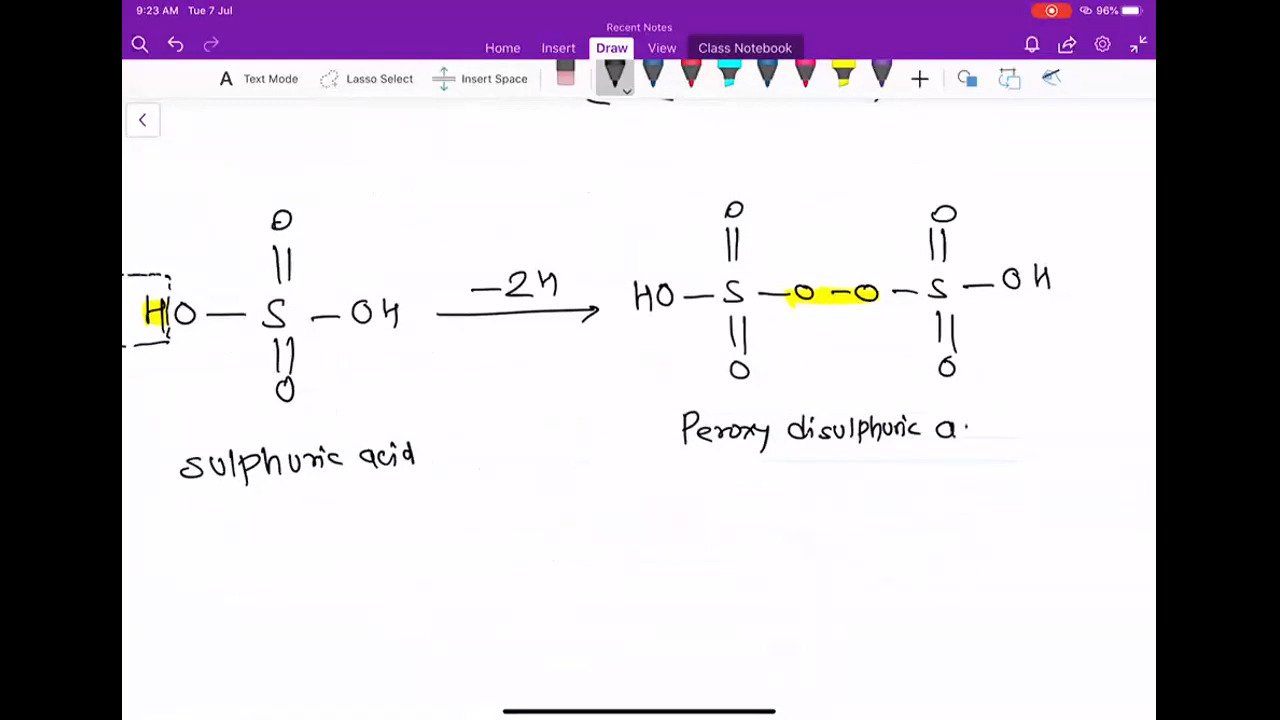 9:23 AM Tue 7 Jul
96%
Recent Notes
Home Insert Draw View Class Notebook
A Text Mode Lasso Select Insert Space
O O O
HO — S — OH —2H HO — S — O — O — S — OH
O O O
Peroxy disulphuric a
sulphuric acid